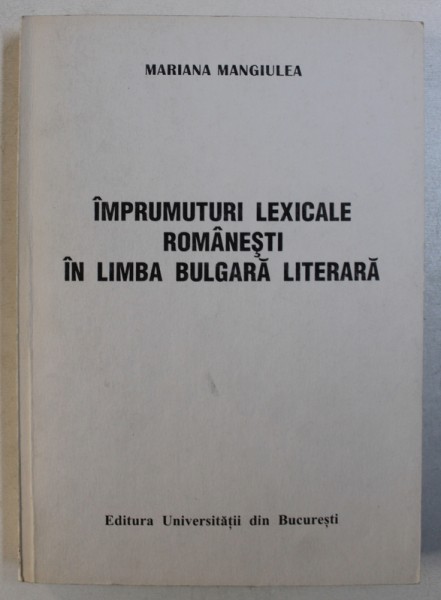 MARIANA MANGIULEA
ÎMPRUMUTURI LEXICALE
ROMÂNEŞTI
ÎN LIMBA BULGARĂ LITERARĂ
Editura Universităţii din Bucureşti